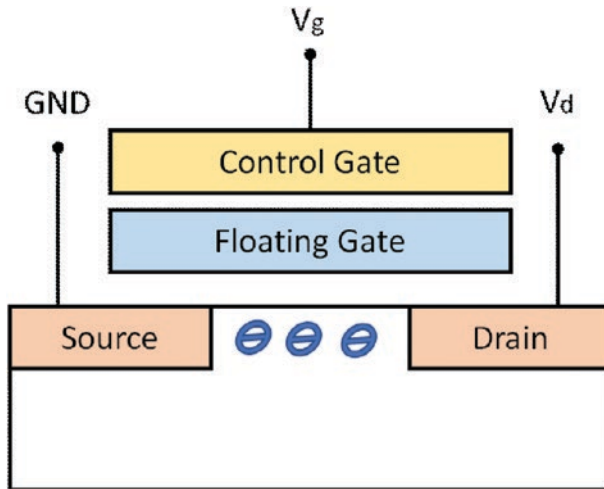 Vg
GND
Vd
Control Gate
Floating Gate
Source
Drain